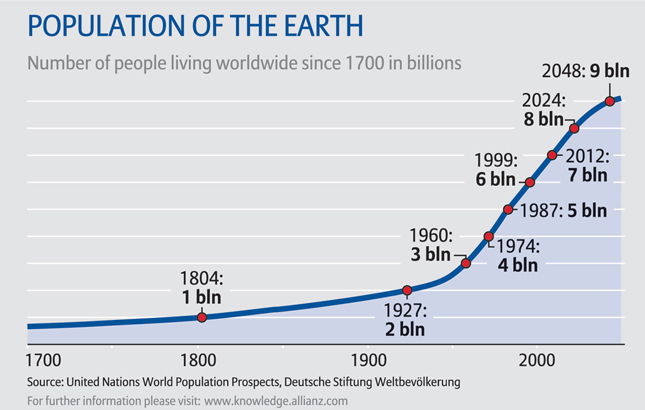 POPULATION OF THE EARTH
Number of people living worldwide since 1700 in billions
2048: 9 bln
2024:
8 bln
2012:
7 bln
1999:
6 bln
1987: 5 bln
1974:
4 bln
1960:
3 bln
1927:
2 bln
1804:
1 bln
1700 1800 1900 2000
Source: United Nations World Population Prospects, Deutsche Stiftung Weltbevölkerung
For further information please visit: www.knowledge.allianz.com